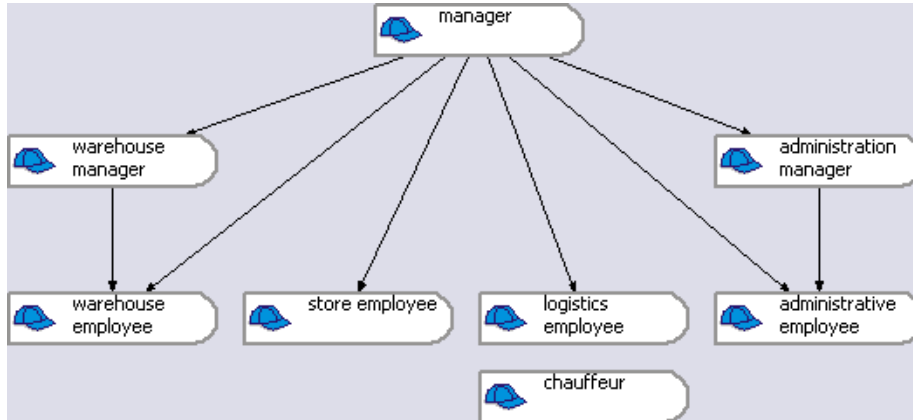 manager
warehouse
manager
administration
manager
warehouse
employee
store employee
logistics
employee
administrative
employee
chauffeur